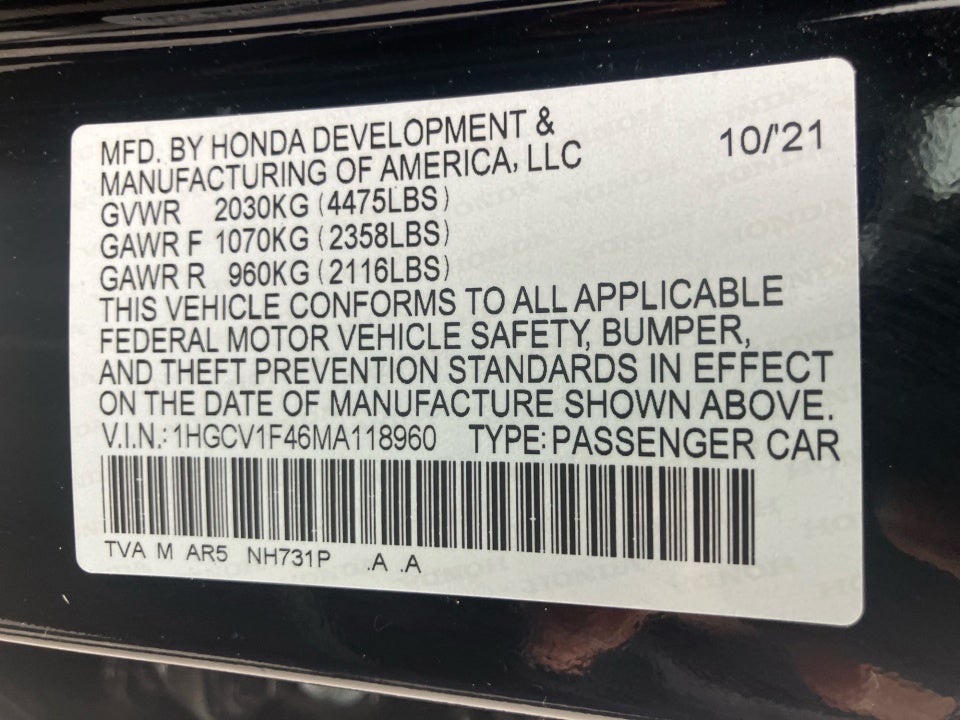 MFD. BY HONDA DEVELOPMENT & 10/'21
MANUFACTURING OF AMERICA, LLC
GVWR 2030KG (4475LBS)
GAWR F 1070KG (2358LBS)
GAWR R 960KG (2116LBS)
THIS VEHICLE CONFORMS TO ALL APPLICABLE
FEDERAL MOTOR VEHICLE SAFETY, BUMPER,
AND THEFT PREVENTION STANDARDS IN EFFECT
ON THE DATE OF MANUFACTURE SHOWN ABOVE.
V.I.N.: 1HGCV1F46MA118960 TYPE: PASSENGER CAR
TVA M AR5 NH731P .A .A